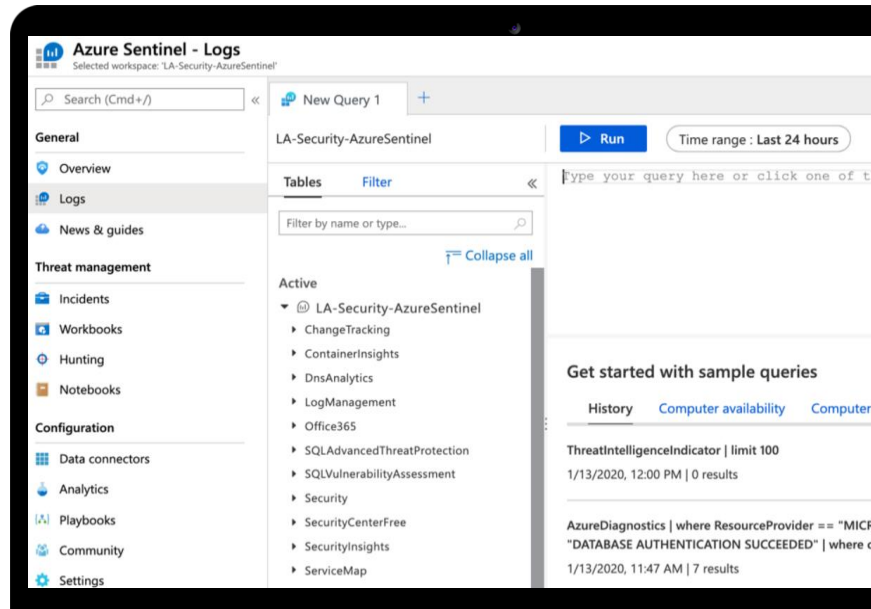 Azure Sentinel - Logs
Selected workspace: 'LA-Security-AzureSentinel'
Search (Cmd+/)
«
General
Overview
Logs
News & guides
Threat management
Incidents
Workbooks
Hunting
Notebooks
Configuration
Data connectors
Analytics
Playbooks
Community
Settings
New Query 1
+
LA-Security-AzureSentinel
Run
Time range : Last 24 hours
Tables Filter
«
Filter by name or type...
Collapse all
Active
LA-Security-AzureSentinel
ChangeTracking
ContainerInsights
DnsAnalytics
LogManagement
Office365
SQLAdvancedThreatProtection
SQLVulnerabilityAssessment
Security
SecurityCenterFree
SecurityInsights
ServiceMap
Type your query here or click one of t
Get started with sample queries
History Computer availability Computer
ThreatIntelligenceIndicator | limit 100
1/13/2020, 12:00 PM | 0 results
AzureDiagnostics | where ResourceProvider == "MICR
"DATABASE AUTHENTICATION SUCCEEDED" | where
1/13/2020, 11:47 AM | 7 results